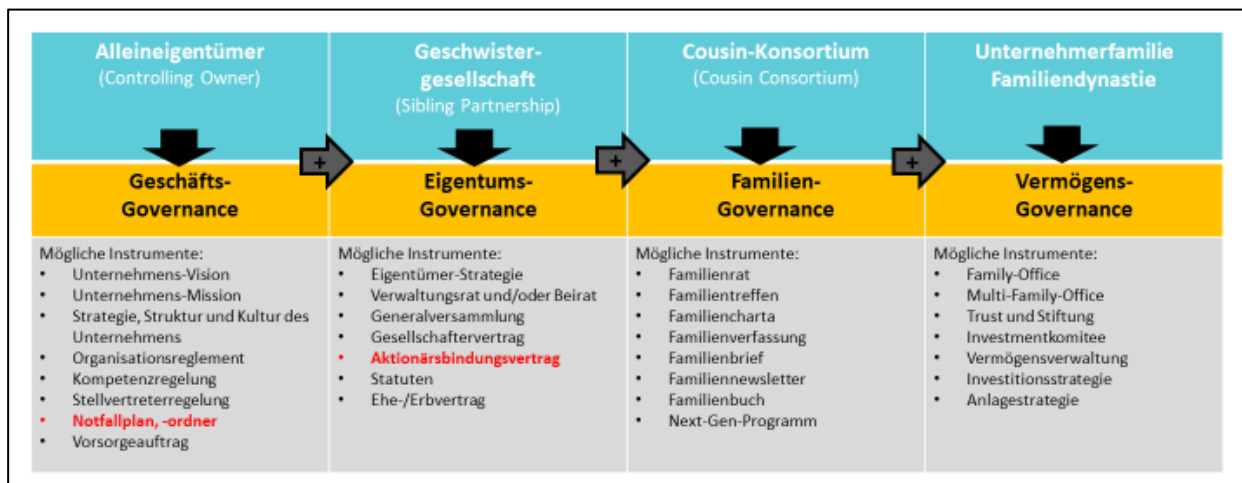 Alleineigentümer
(Controlling Owner)
Geschwister-
gesellschaft
(Sibling Partnership)
Cousin-Konsortium
(Cousin Consortium)
Unternehmerfamilie
Familiendynastie
+
+
+
Geschäfts-
Governance
Eigentums-
Governance
Familien-
Governance
Vermögens-
Governance
Mögliche Instrumente:
• Unternehmens-Vision
• Unternehmens-Mission
• Strategie, Struktur und Kultur des
Unternehmens
• Organisationsreglement
• Kompetenzregelung
• Stellvertreterregelung
• Notfallplan, -ordner
• Vorsorgeauftrag
Mögliche Instrumente:
• Eigentümer-Strategie
• Verwaltungsrat und/oder Beirat
• Generalversammlung
• Gesellschaftervertrag
• Aktionärsbindungsvertrag
• Statuten
• Ehe-/Erbvertrag
Mögliche Instrumente:
• Familienrat
• Familientreffen
• Familiencharta
• Familienverfassung
• Familienbrief
• Familiennewsletter
• Familienbuch
• Next-Gen-Programm
Mögliche Instrumente:
• Family-Office
• Multi-Family-Office
• Trust und Stiftung
• Investmentkomitee
• Vermögensverwaltung
• Investitionsstrategie
• Anlagestrategie